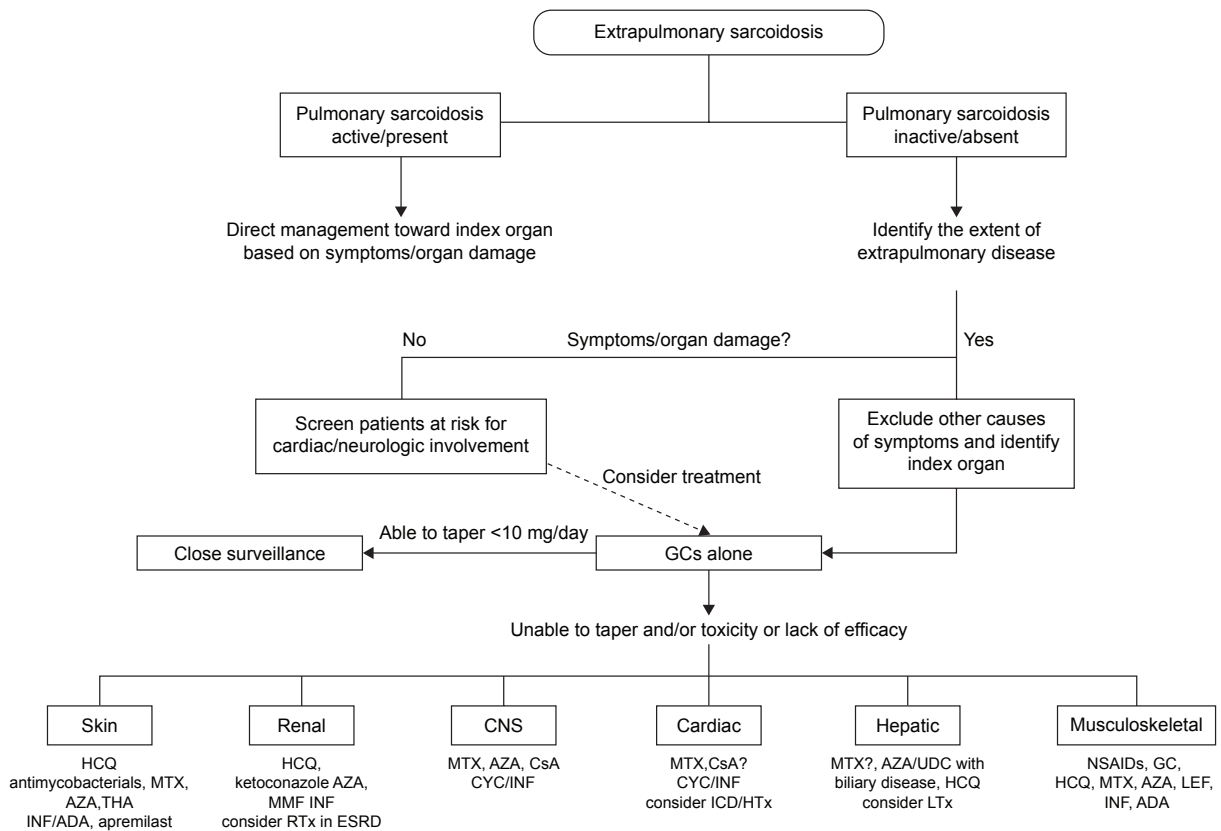 Extrapulmonary sarcoidosis
Pulmonary sarcoidosis
active/present
Pulmonary sarcoidosis
inactive/absent
Direct management toward index organ
based on symptoms/organ damage
Identify the extent of
extrapulmonary disease
No
Symptoms/organ damage?
Yes
Screen patients at risk for
cardiac/neurologic involvement
Exclude other causes
of symptoms and identify
index organ
Consider treatment
Able to taper <10 mg/day
Close surveillance
GCs alone
Unable to taper and/or toxicity or lack of efficacy
Skin
HCQ
antimycobacterials, MTX,
AZA,THA
INF/ADA, apremilast
Renal
HCQ,
ketoconazole AZA,
MMF INF
consider RTx in ESRD
CNS
MTX, AZA, CsA
CYC/INF
Cardiac
MTX,CsA?
CYC/INF
consider ICD/HTx
Hepatic
MTX?, AZA/UDC with
biliary disease, HCQ
consider LTx
Musculoskeletal
NSAIDs, GC,
HCQ, MTX, AZA, LEF,
INF, ADA